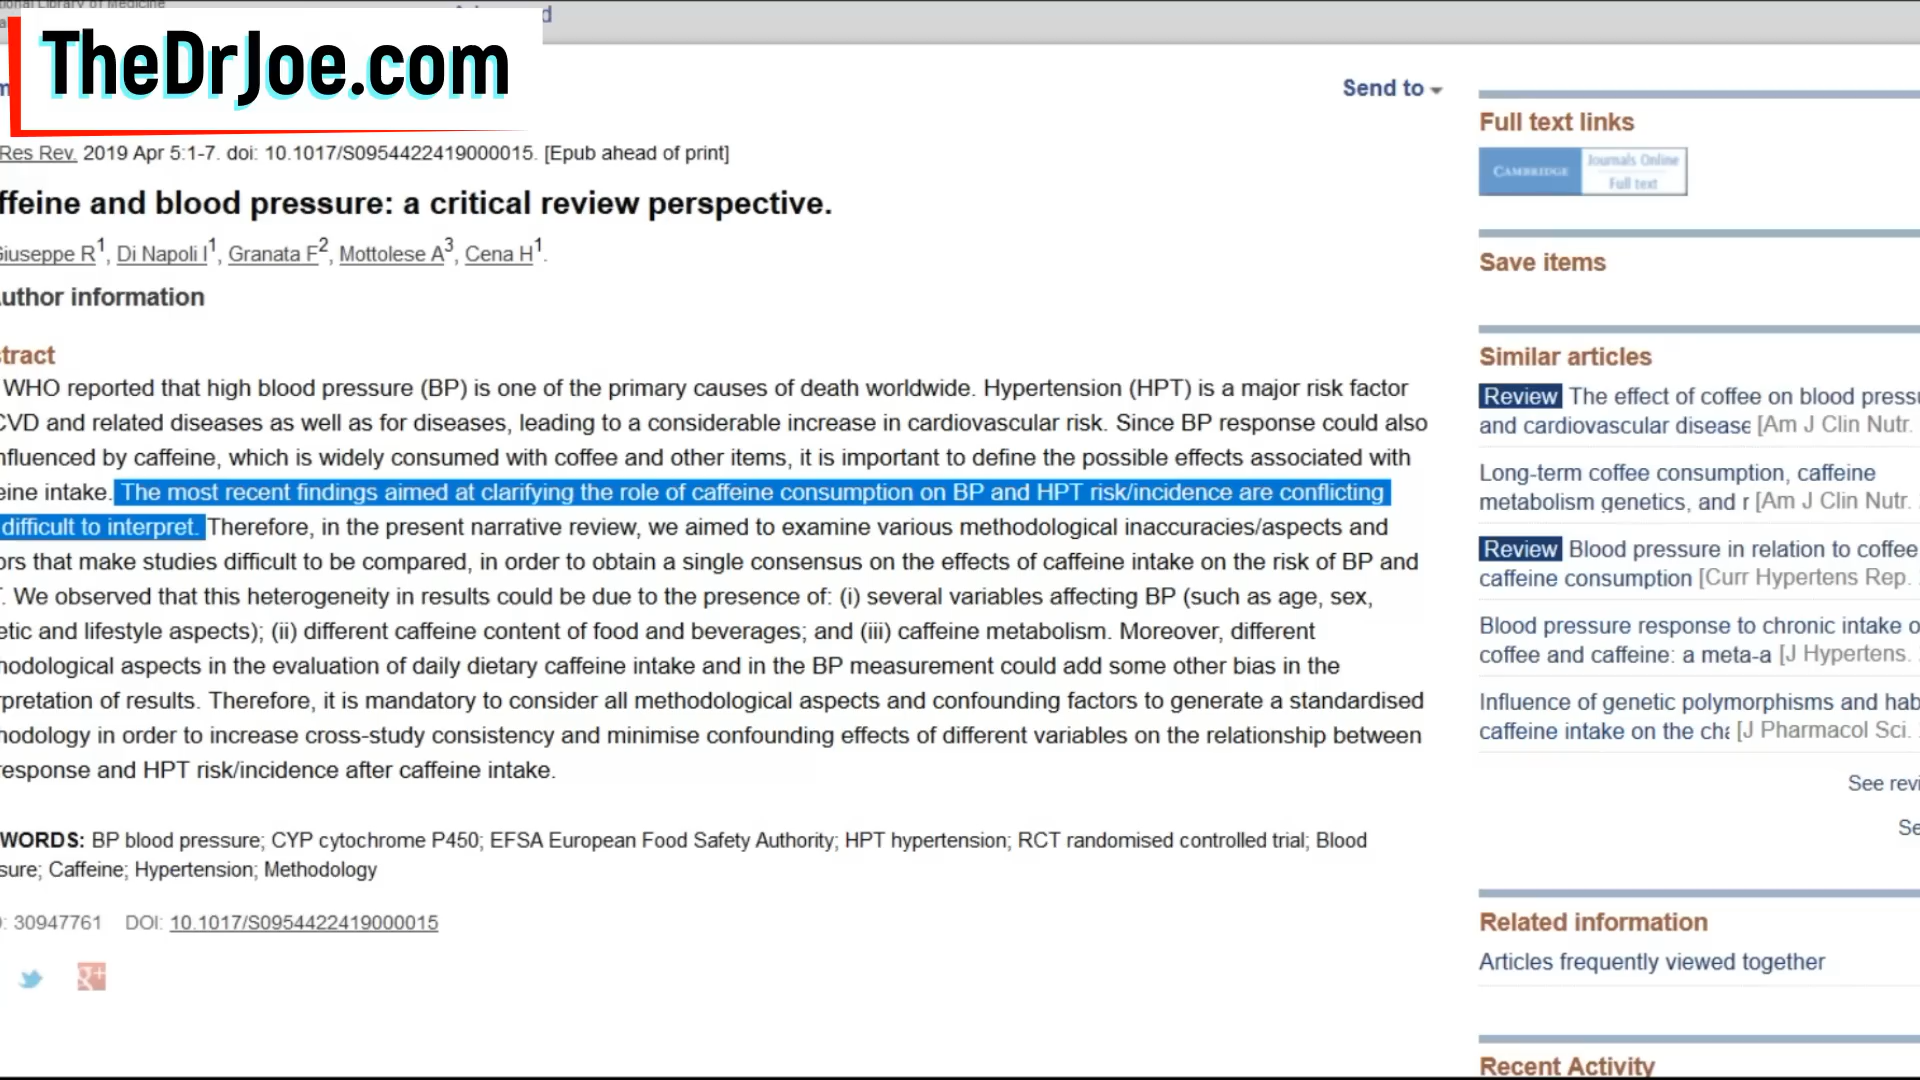 TheDrJoe.com
Send to
Res Rev. 2019 Apr 5:1-7. doi: 10.1017/S0954422419000015. [Epub ahead of print]
ffeine and blood pressure: a critical review perspective.
Giuseppe R1, Di Napoli I1, Granata F2, Mottolese A3, Cena H1.
uthor information
tract
WHO reported that high blood pressure (BP) is one of the primary causes of death worldwide. Hypertension (HPT) is a major risk factor
CVD and related diseases as well as for diseases, leading to a considerable increase in cardiovascular risk. Since BP response could also
nfluenced by caffeine, which is widely consumed with coffee and other items, it is important to define the possible effects associated with
eine intake. The most recent findings aimed at clarifying the role of caffeine consumption on BP and HPT risk/incidence are conflicting
difficult to interpret. Therefore, in the present narrative review, we aimed to examine various methodological inaccuracies/aspects and
ors that make studies difficult to be compared, in order to obtain a single consensus on the effects of caffeine intake on the risk of BP and
. We observed that this heterogeneity in results could be due to the presence of: (i) several variables affecting BP (such as age, sex,
etic and lifestyle aspects); (ii) different caffeine content of food and beverages; and (iii) caffeine metabolism. Moreover, different
hodological aspects in the evaluation of daily dietary caffeine intake and in the BP measurement could add some other bias in the
rpretation of results. Therefore, it is mandatory to consider all methodological aspects and confounding factors to generate a standardised
hodology in order to increase cross-study consistency and minimise confounding effects of different variables on the relationship between
response and HPT risk/incidence after caffeine intake.
WORDS: BP blood pressure; CYP cytochrome P450; EFSA European Food Safety Authority; HPT hypertension; RCT randomised controlled trial; Blood
sure; Caffeine; Hypertension; Methodology
: 30947761 DOI: 10.1017/S0954422419000015
g+
Full text links
CAMBRIDGE Journals Online
Full text
Save items
Similar articles
Review The effect of coffee on blood pressu
and cardiovascular disease [Am J Clin Nutr.
Long-term coffee consumption, caffeine
metabolism genetics, and r [Am J Clin Nutr.
Review Blood pressure in relation to coffee
caffeine consumption [Curr Hypertens Rep.
Blood pressure response to chronic intake o
coffee and caffeine: a meta-a [J Hypertens.
Influence of genetic polymorphisms and hab
caffeine intake on the cha [J Pharmacol Sci.
See revi
Se
Related information
Articles frequently viewed together
Recent Activity